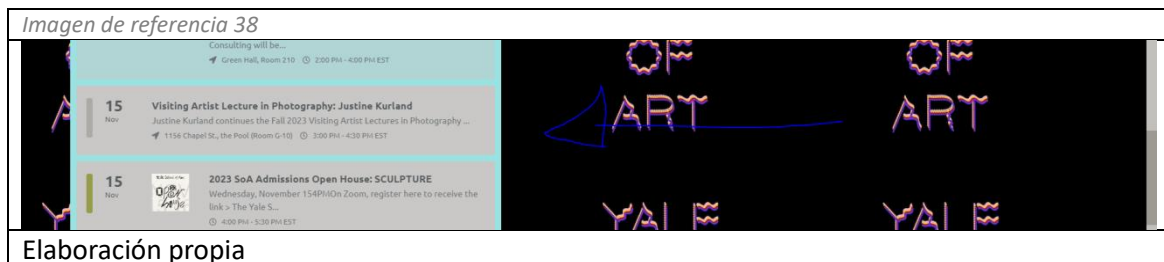 Imagen de referencia 38
Consulting will be...
Green Hall, Room 210 2:00 PM - 4:00 PM EST
OF OF
15 Nov
Visiting Artist Lecture in Photography: Justine Kurland
Justine Kurland continues the Fall 2023 Visiting Artist Lectures in Photography ...
1156 Chapel St., the Pool (Room G-10) 3:00 PM - 4:30 PM EST
ART ART
15 Nov
2023 SoA Admissions Open House: SCULPTURE
Wednesday, November 154PMOn Zoom, register here to receive the
link > The Yale S...
4:00 PM - 5:30 PM EST
YALE YALE
Elaboración propia